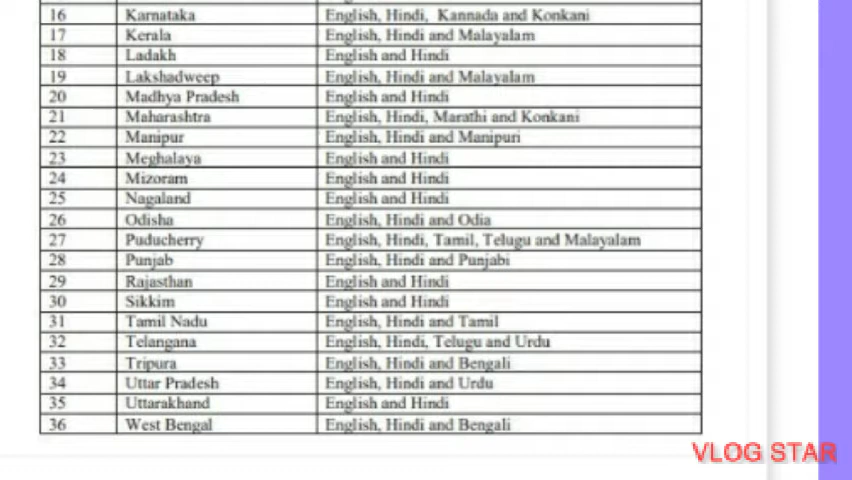 16 Karnataka English, Hindi, Kannada and Konkani
17 Kerala English, Hindi and Malayalam
18 Ladakh English and Hindi
19 Lakshadweep English, Hindi and Malayalam
20 Madhya Pradesh English and Hindi
21 Maharashtra English, Hindi, Marathi and Konkani
22 Manipur English, Hindi and Manipuri
23 Meghalaya English and Hindi
24 Mizoram English and Hindi
25 Nagaland English and Hindi
26 Odisha English, Hindi and Odia
27 Puducherry English, Hindi, Tamil, Telugu and Malayalam
28 Punjab English, Hindi and Punjabi
29 Rajasthan English and Hindi
30 Sikkim English and Hindi
31 Tamil Nadu English, Hindi and Tamil
32 Telangana English, Hindi, Telugu and Urdu
33 Tripura English, Hindi and Bengali
34 Uttar Pradesh English, Hindi and Urdu
35 Uttarakhand English and Hindi
36 West Bengal English, Hindi and Bengali
VLOG STAR